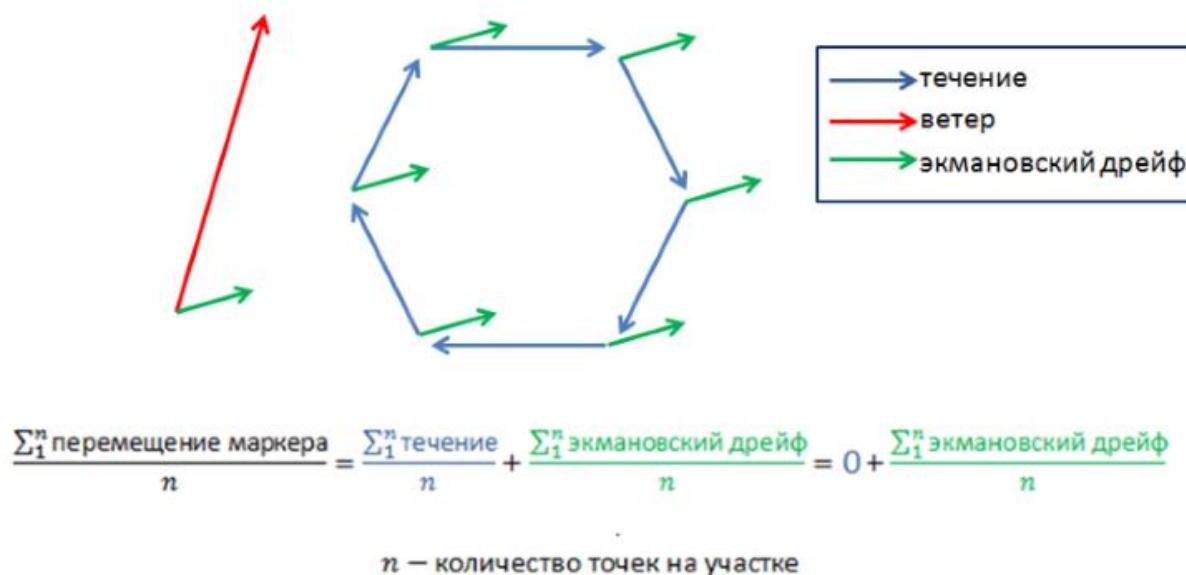 течение
ветер
экмановский дрейф
∑₁ⁿ перемещение маркера / n = ∑₁ⁿ течение / n + ∑₁ⁿ экмановский дрейф / n = 0 + ∑₁ⁿ экмановский дрейф / n
n − количество точек на участке